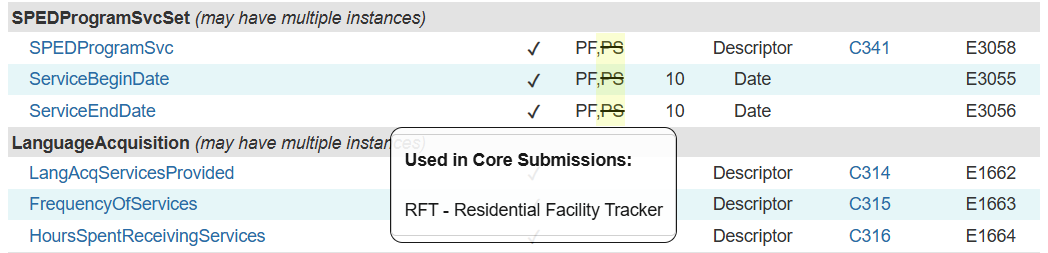 SPEDProgramSvcSet (may have multiple instances)
SPEDProgramSvc ✓ PF,PS Descriptor C341 E3058
ServiceBeginDate ✓ PF,PS 10 Date E3055
ServiceEndDate ✓ PF,PS 10 Date E3056
LanguageAcquisition (may have multiple instances)
Used in Core Submissions:
LangAcqServicesProvided ✓ Descriptor C314 E1662
FrequencyOfServices Descriptor C315 E1663
RFT - Residential Facility Tracker
HoursSpentReceivingServices ✓ Descriptor C316 E1664